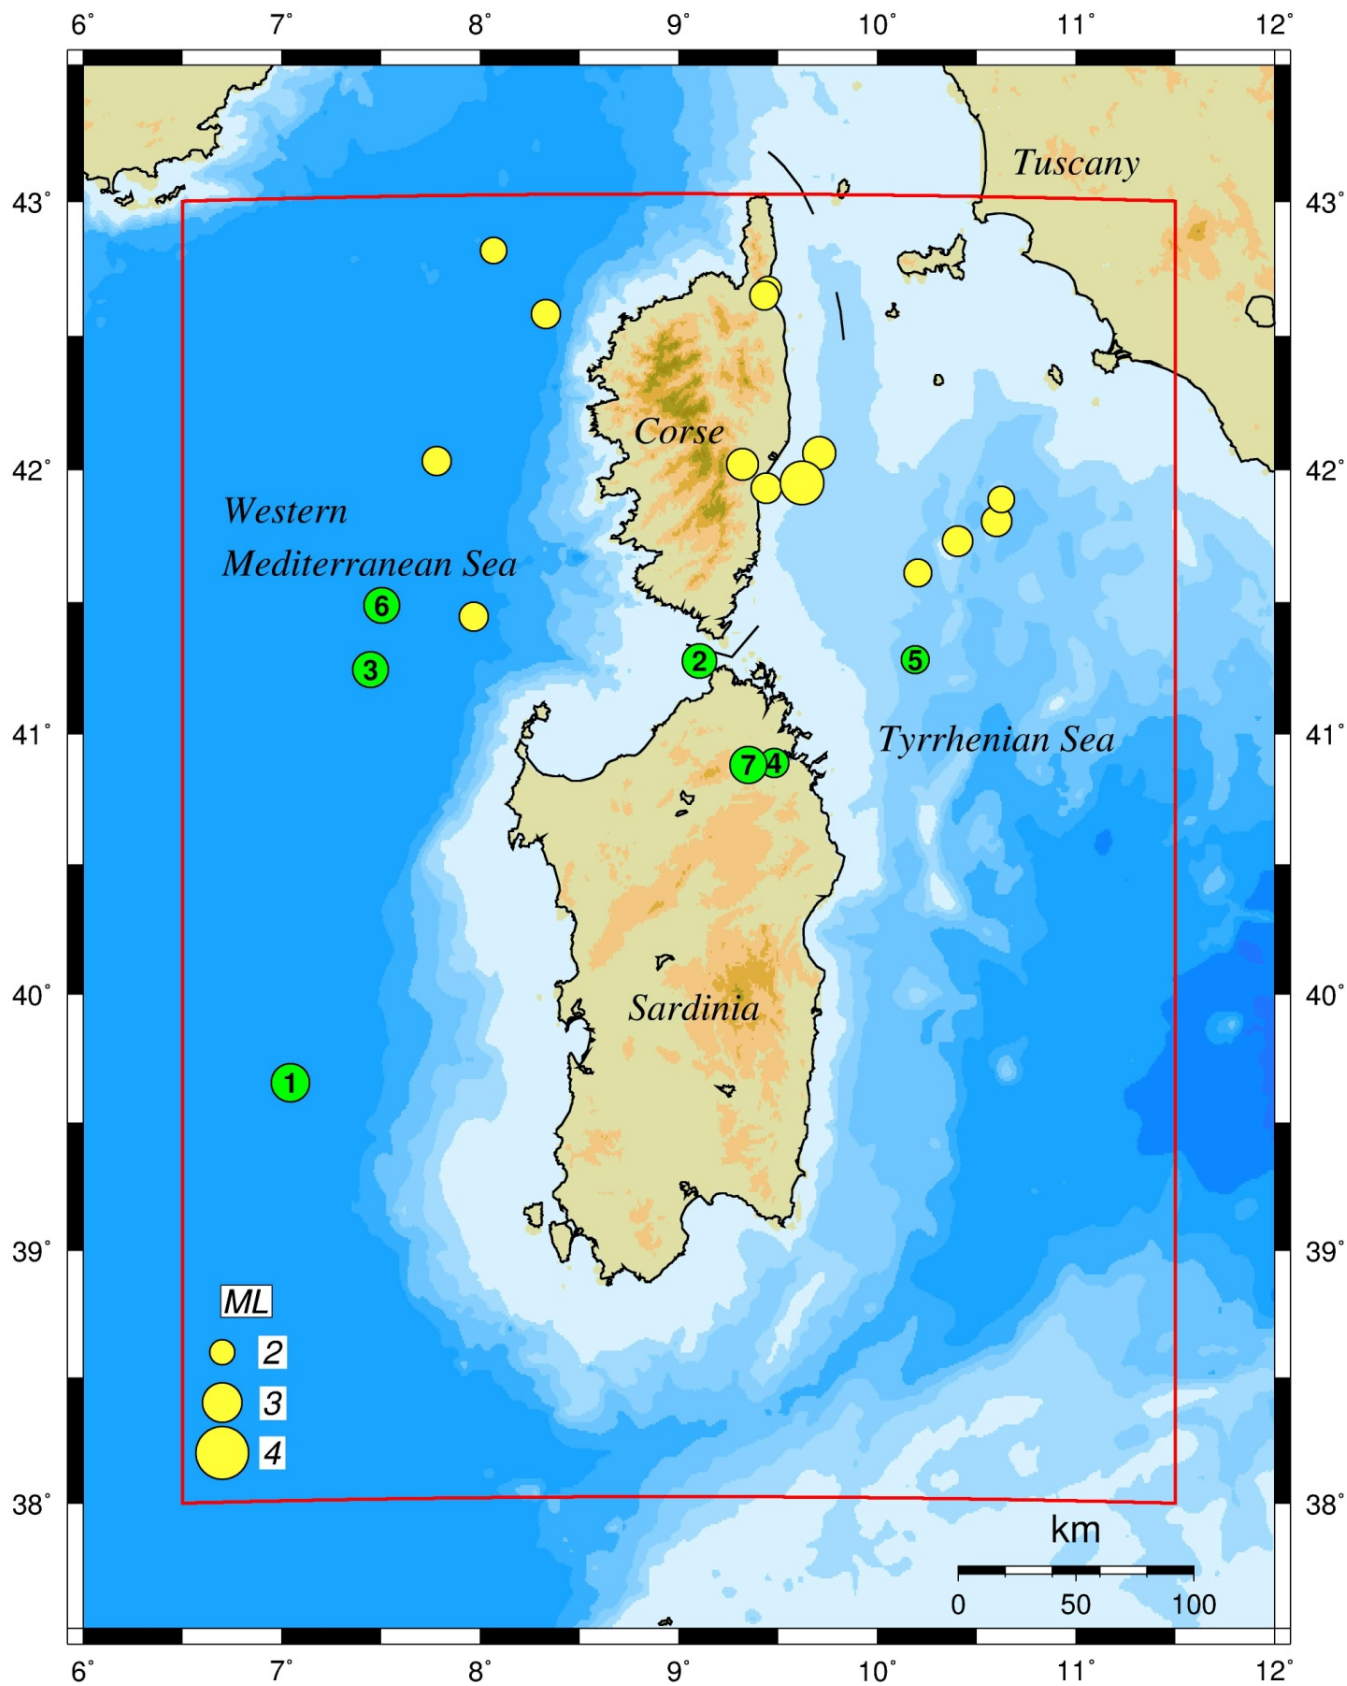 6° 7° 8° 9° 10° 11° 12°
Tuscany
43° 43°
Corse
42° 42°
Western
Mediterranean Sea
6
3 2 5
41° 41°
Tyrrhenian Sea
7 4
40° 40°
Sardinia
1
39° 39°
ML
2
3
4
38° 38°
km
0 50 100
6° 7° 8° 9° 10° 11° 12°